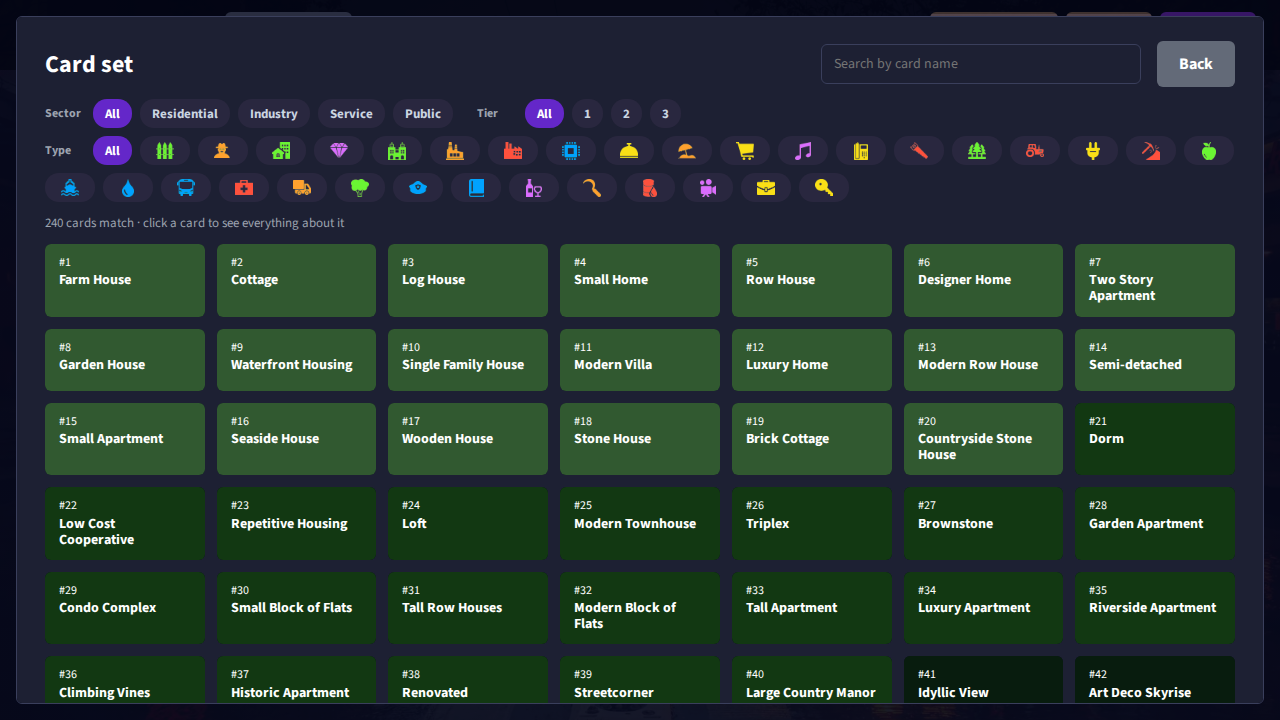 Card set
Search by card name
Back
Sector All Residential Industry Service Public Tier All 1 2 3
Type All
240 cards match · click a card to see everything about it
#1
Farm House
#2
Cottage
#3
Log House
#4
Small Home
#5
Row House
#6
Designer Home
#7
Two Story
Apartment
#8
Garden House
#9
Waterfront Housing
#10
Single Family House
#11
Modern Villa
#12
Luxury Home
#13
Modern Row House
#14
Semi-detached
#15
Small Apartment
#16
Seaside House
#17
Wooden House
#18
Stone House
#19
Brick Cottage
#20
Countryside Stone
House
#21
Dorm
#22
Low Cost
Cooperative
#23
Repetitive Housing
#24
Loft
#25
Modern Townhouse
#26
Triplex
#27
Brownstone
#28
Garden Apartment
#29
Condo Complex
#30
Small Block of Flats
#31
Tall Row Houses
#32
Modern Block of
Flats
#33
Tall Apartment
#34
Luxury Apartment
#35
Riverside Apartment
#36
Climbing Vines
#37
Historic Apartment
#38
Renovated
#39
Streetcorner
#40
Large Country Manor
#41
Idyllic View
#42
Art Deco Skyrise